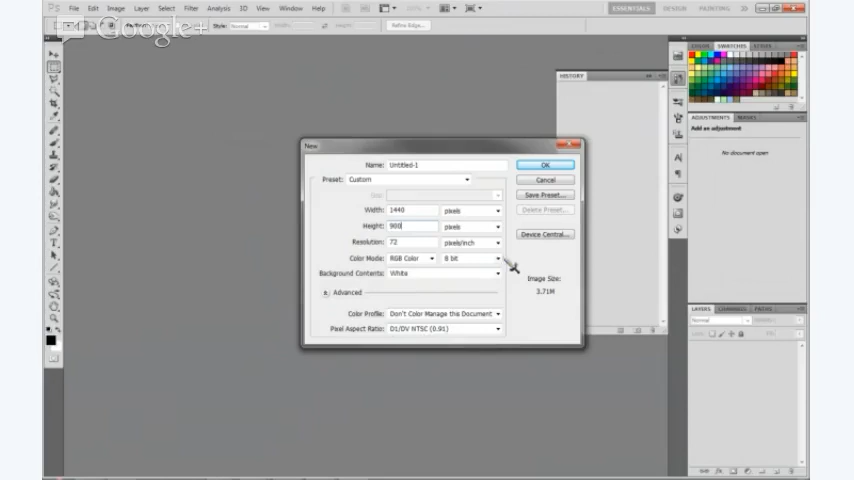 Ps File Edit Image Layer Select Filter Analysis 3D View Window Help
ESSENTIALS DESIGN PAINTING
Google+
Style: Normal
Refine Edge...
SWATCHES STYLES
HISTORY
ADJUSTMENTS MASKS
Add an adjustment
No document open
New
Name: Untitled-1
OK
Preset: Custom
Cancel
Save Preset...
Width: 1440 pixels
Delete Preset...
Height: 900 pixels
Device Central...
Resolution: 72 pixels/inch
Color Mode: RGB Color 8 bit
Background Contents: White
Image Size:
3.71M
Advanced
Color Profile: Don't Color Manage this Document
Pixel Aspect Ratio: D1/DV NTSC (0.91)
LAYERS CHANNELS PATHS
Normal